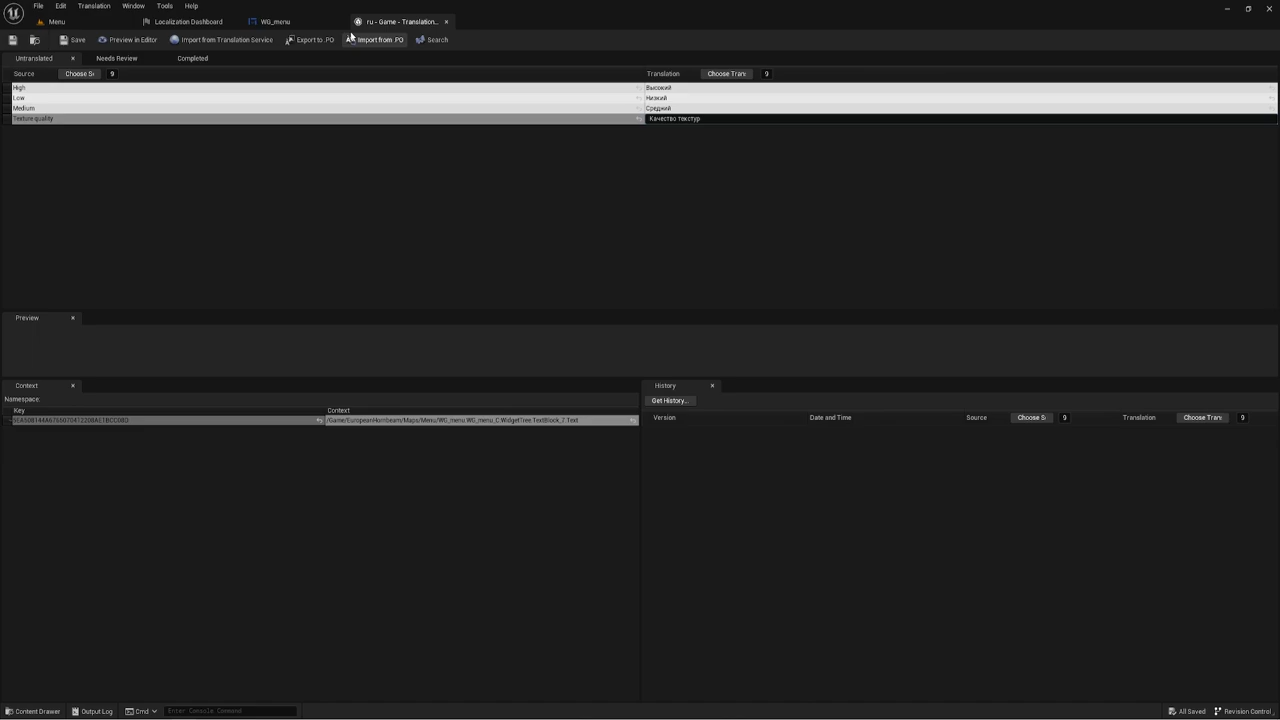 File Edit Translation Window Tools Help
Menu Localization Dashboard WG_menu ru - Game - Translation...
Save Preview in Editor Import from Translation Service Export to .PO Import from .PO Search
Untranslated Needs Review Completed
Source Choose S 9 Translation Choose Tran 9
High Высокий
Low Низкий
Medium Средний
Texture quality Качество текстур
Preview
Context History
Namespace: Get History...
Key Context Version Date and Time Source Choose S 9 Translation Choose Tran 9
/Game/EuropeanHornbeam/Maps/Menu/WG_menu.WG_menu_C:WidgetTree.TextBlock_7.Text
Content Drawer Output Log Cmd Enter Console Command All Saved Revision Control